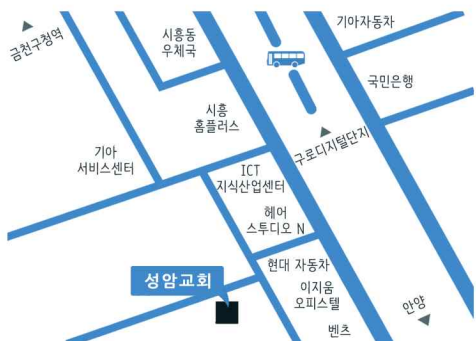 금천구청역
시흥동
우체국
기아자동차
국민은행
시흥
홈플러스
구로디지털단지
기아
서비스센터
ICT
지식산업센터
헤어
스투디오 N
현대 자동차
성암교회
이지움
오피스텔
안양
벤츠